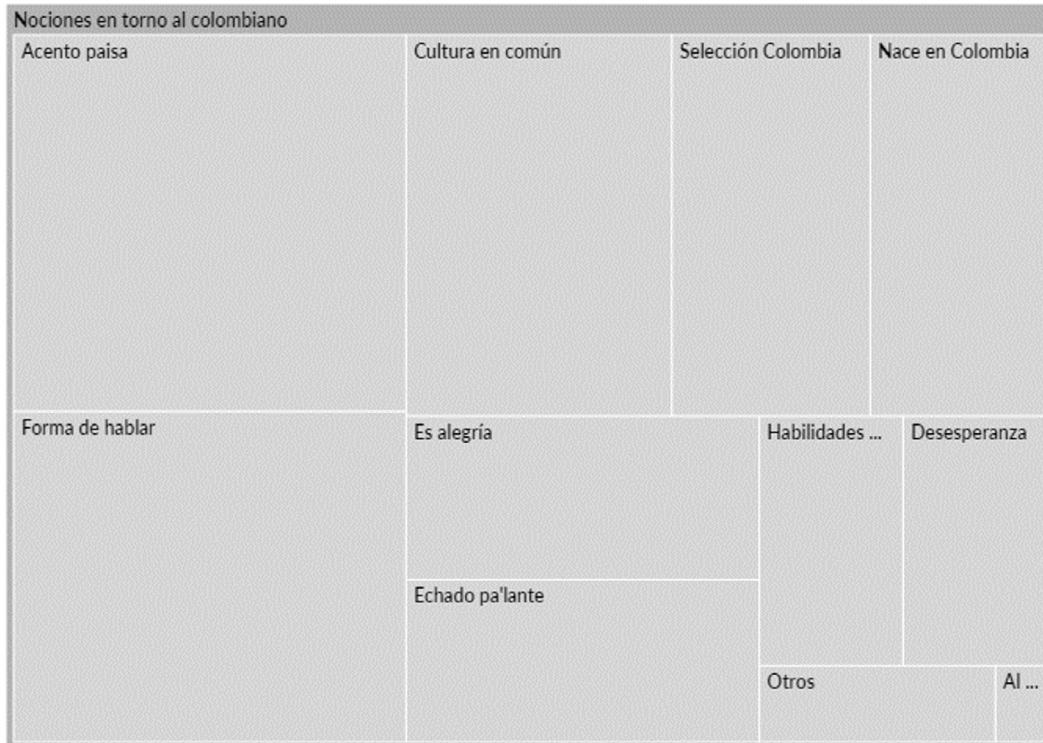 Nociones en torno al colombiano
Acento paisa
Cultura en común
Selección Colombia
Nace en Colombia
Forma de hablar
Es alegría
Habilidades ...
Desesperanza
Echado pa'lante
Otros
Al ...